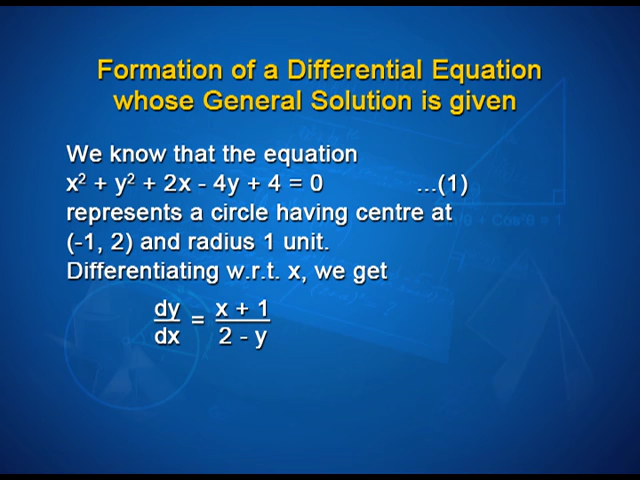 Formation of a Differential Equation
whose General Solution is given
We know that the equation
x² + y² + 2x - 4y + 4 = 0 ...(1)
represents a circle having centre at
(-1, 2) and radius 1 unit.
Differentiating w.r.t. x, we get
dy/dx = x + 1/2 - y